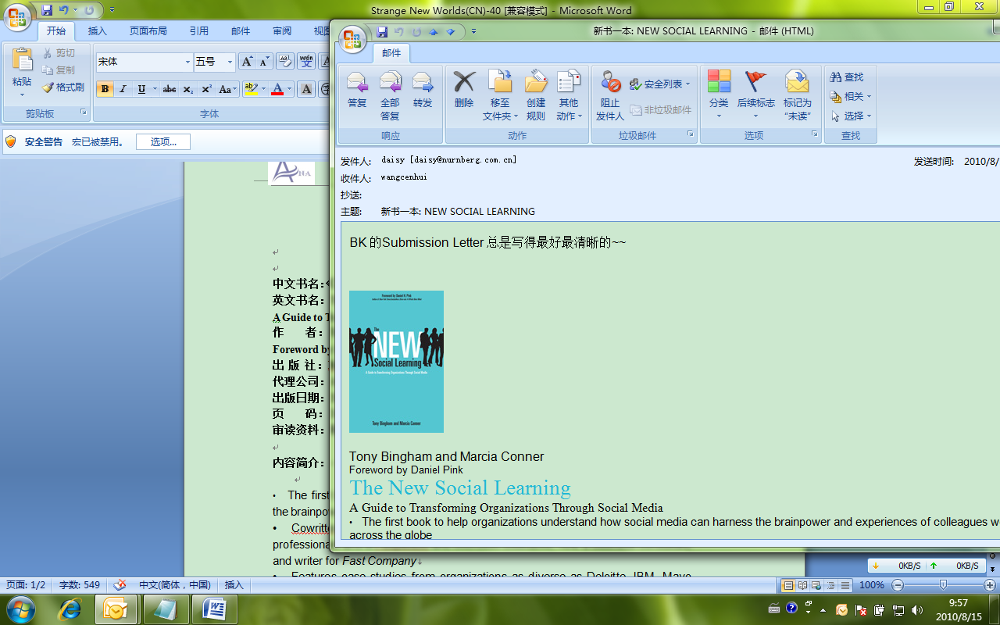 Strange New Worlds(CN)-40 [兼容模式] - Microsoft Word
开始 插入 页面布局 引用 邮件 审阅 视图
粘贴
剪切
复制
格式刷
剪贴板
宋体 五号
B I U abc x₂ x² Aa
字体
安全警告 宏已被禁用。 选项...
中文书名:
英文书名:
A Guide to
作 者:
Foreword by
出 版 社:
代理公司:
出版日期:
页 码:
审读资料:
内容简介:
• The first
the brainpo
• Cowritte
professiona
and writer for Fast Company
• Features case studies from organizations as diverse as Deloitte, IBM, Mayo
页面: 1/2 字数: 549 中文(简体,中国) 插入
100%
新书一本: NEW SOCIAL LEARNING - 邮件 (HTML)
邮件
答复
全部答复
转发
响应
删除
移至文件夹
创建规则
其他动作
动作
阻止发件人
安全列表
非垃圾邮件
垃圾邮件
分类
后续标志
标记为“未读”
选项
查找
相关
选择
查找
发件人: daisy [daisy@nurnberg.com.cn]
发送时间: 2010/8/
收件人: wangcenhui
抄送:
主题: 新书一本: NEW SOCIAL LEARNING
BK 的Submission Letter 总是写得最好最清晰的~~
Foreword by Daniel H. Pink
The
NEW
Social Learning
A Guide to Transforming Organizations Through Social Media
Tony Bingham and Marcia Conner
Tony Bingham and Marcia Conner
Foreword by Daniel Pink
The New Social Learning
A Guide to Transforming Organizations Through Social Media
• The first book to help organizations understand how social media can harness the brainpower and experiences of colleagues w
across the globe
0KB/S 0KB/S
9:57
2010/8/15